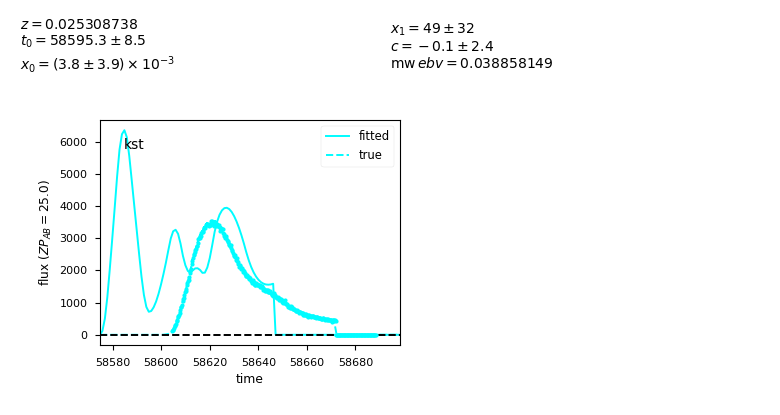 z = 0.025308738
t₀ = 58595.3 ± 8.5
x₀ = (3.8 ± 3.9) × 10⁻³
x₁ = 49 ± 32
c = −0.1 ± 2.4
mw ebv = 0.038858149
kst
fitted
true
6000
5000
4000
3000
2000
1000
0
flux (ZP_AB = 25.0)
58580 58600 58620 58640 58660 58680
time